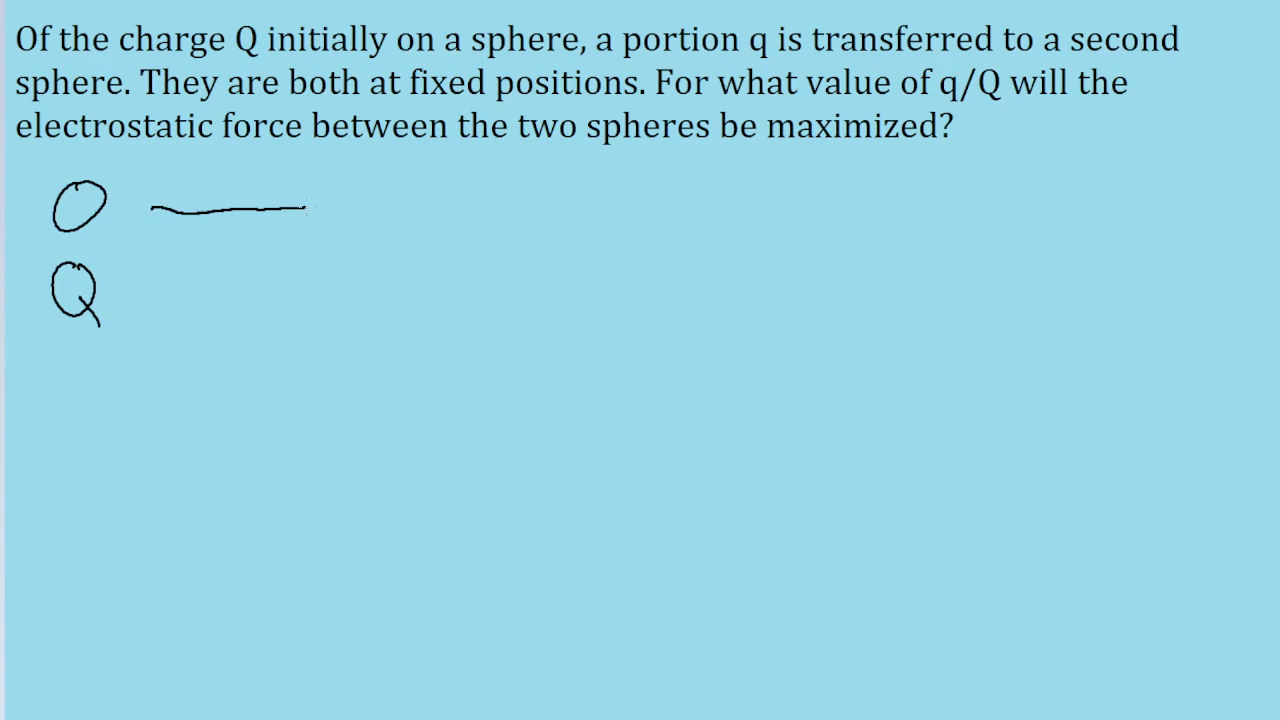 Of the charge Q initially on a sphere, a portion q is transferred to a second
sphere. They are both at fixed positions. For what value of q/Q will the
electrostatic force between the two spheres be maximized?
Q